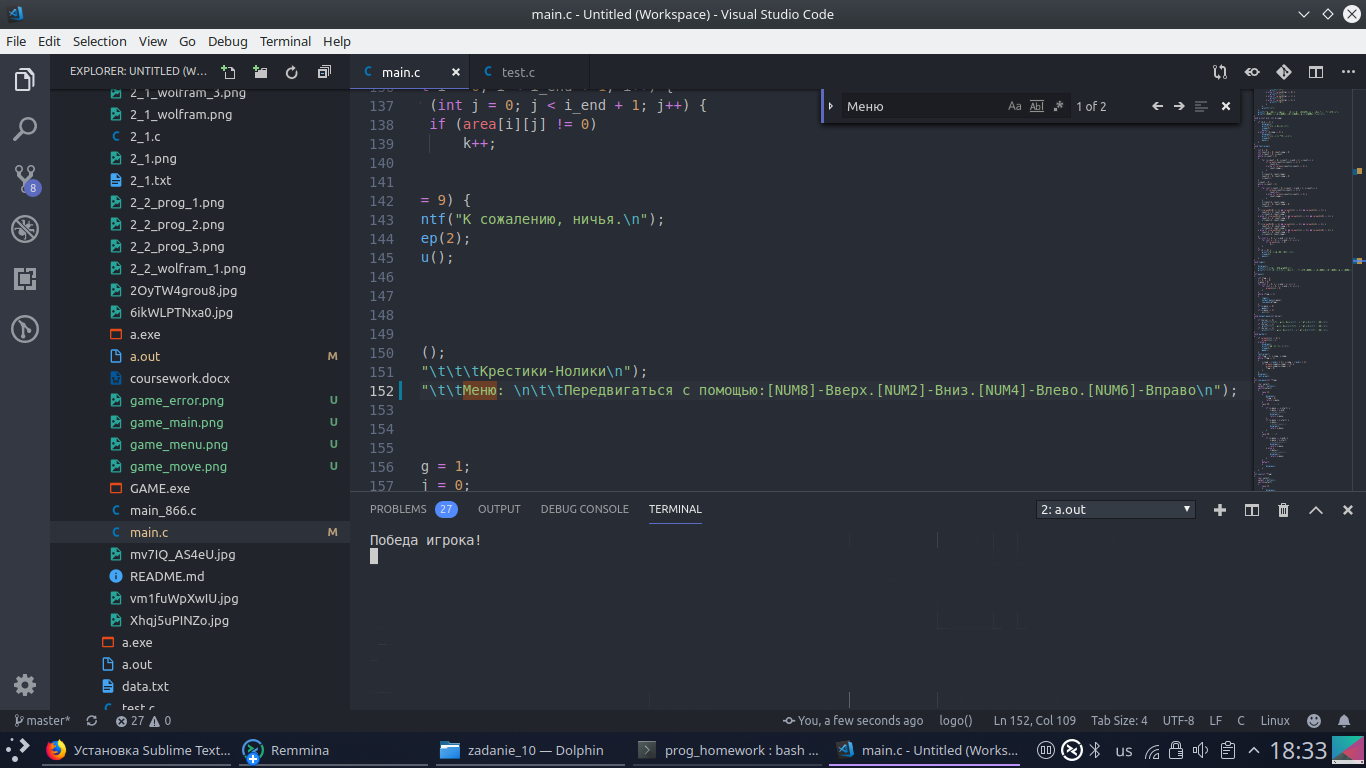 main.c - Untitled (Workspace) - Visual Studio Code
File Edit Selection View Go Debug Terminal Help
EXPLORER: UNTITLED (W...
main.c
test.c
2_1_wolfram_3.png
2_1_wolfram.png
2_1.c
2_1.png
2_1.txt
2_2_prog_1.png
2_2_prog_2.png
2_2_prog_3.png
2_2_wolfram_1.png
2OyTW4grou8.jpg
6ikWLPTNxa0.jpg
a.exe
a.out M
coursework.docx
game_error.png U
game_main.png U
game_menu.png U
game_move.png U
GAME.exe
main_866.c
main.c M
mv7IQ_AS4eU.jpg
README.md
vm1fuWpXwIU.jpg
Xhqj5uPINZo.jpg
a.exe
a.out
data.txt
test.c
8
Меню Aa Abl .* 1 of 2
137 (int j = 0; j < i_end + 1; j++) {
138 if (area[i][j] != 0)
139 k++;
140
141
142 = 9) {
143 ntf("К сожалению, ничья.\n");
144 ep(2);
145 u();
146
147
148
149
150 ();
151 "\t\t\tКрестики-Нолики\n");
152 "\t\tМеню: \n\t\tПередвигаться с помощью:[NUM8]-Вверх.[NUM2]-Вниз.[NUM4]-Влево.[NUM6]-Вправо\n");
153
154
155
156 g = 1;
157 j = 0;
PROBLEMS 27 OUTPUT DEBUG CONSOLE TERMINAL 2: a.out
Победа игрока!
master* 27 0 You, a few seconds ago logo() Ln 152, Col 109 Tab Size: 4 UTF-8 LF C Linux
Установка Sublime Text... Remmina zadanie_10 — Dolphin prog_homework : bash ... main.c - Untitled (Works... us 18:33